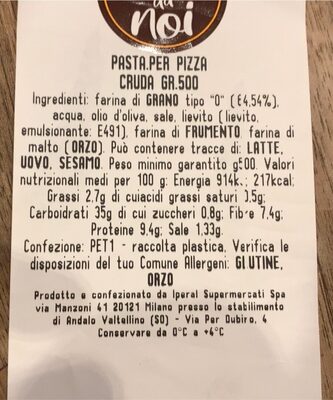 da
noi
PASTA.PER PIZZA
CRUDA GR.500
Ingredienti: farina di GRANO tipo "0" (64,54%),
acqua, olio d'oliva, sale, lievito (lievito,
emulsionante: E491), farina di FRUMENTO, farina di
malto (ORZO). Può contenere tracce di: LATTE,
UOVO, SESAMO. Peso minimo garantito g500. Valori
nutrizionali medi per 100 g: Energia 914k.; 217kcal;
Grassi 2,7g di cuiacidi grassi saturi 0,5g;
Carboidrati 35g di cui zuccheri 0,8g; Fibre 7,4g;
Proteine 9,4g; Sale 1,33g.
Confezione: PET1 - raccolta plastica. Verifica le
disposizioni del tuo Comune Allergeni: GLUTINE,
ORZO
Prodotto e confezionato da Iperal Supermercati Spa
via Manzoni 41 20121 Milano presso lo stabilimento
di Andalo Valtellino (SO) - Via Per Dubino, 4
Conservare da 0°C a +4°C